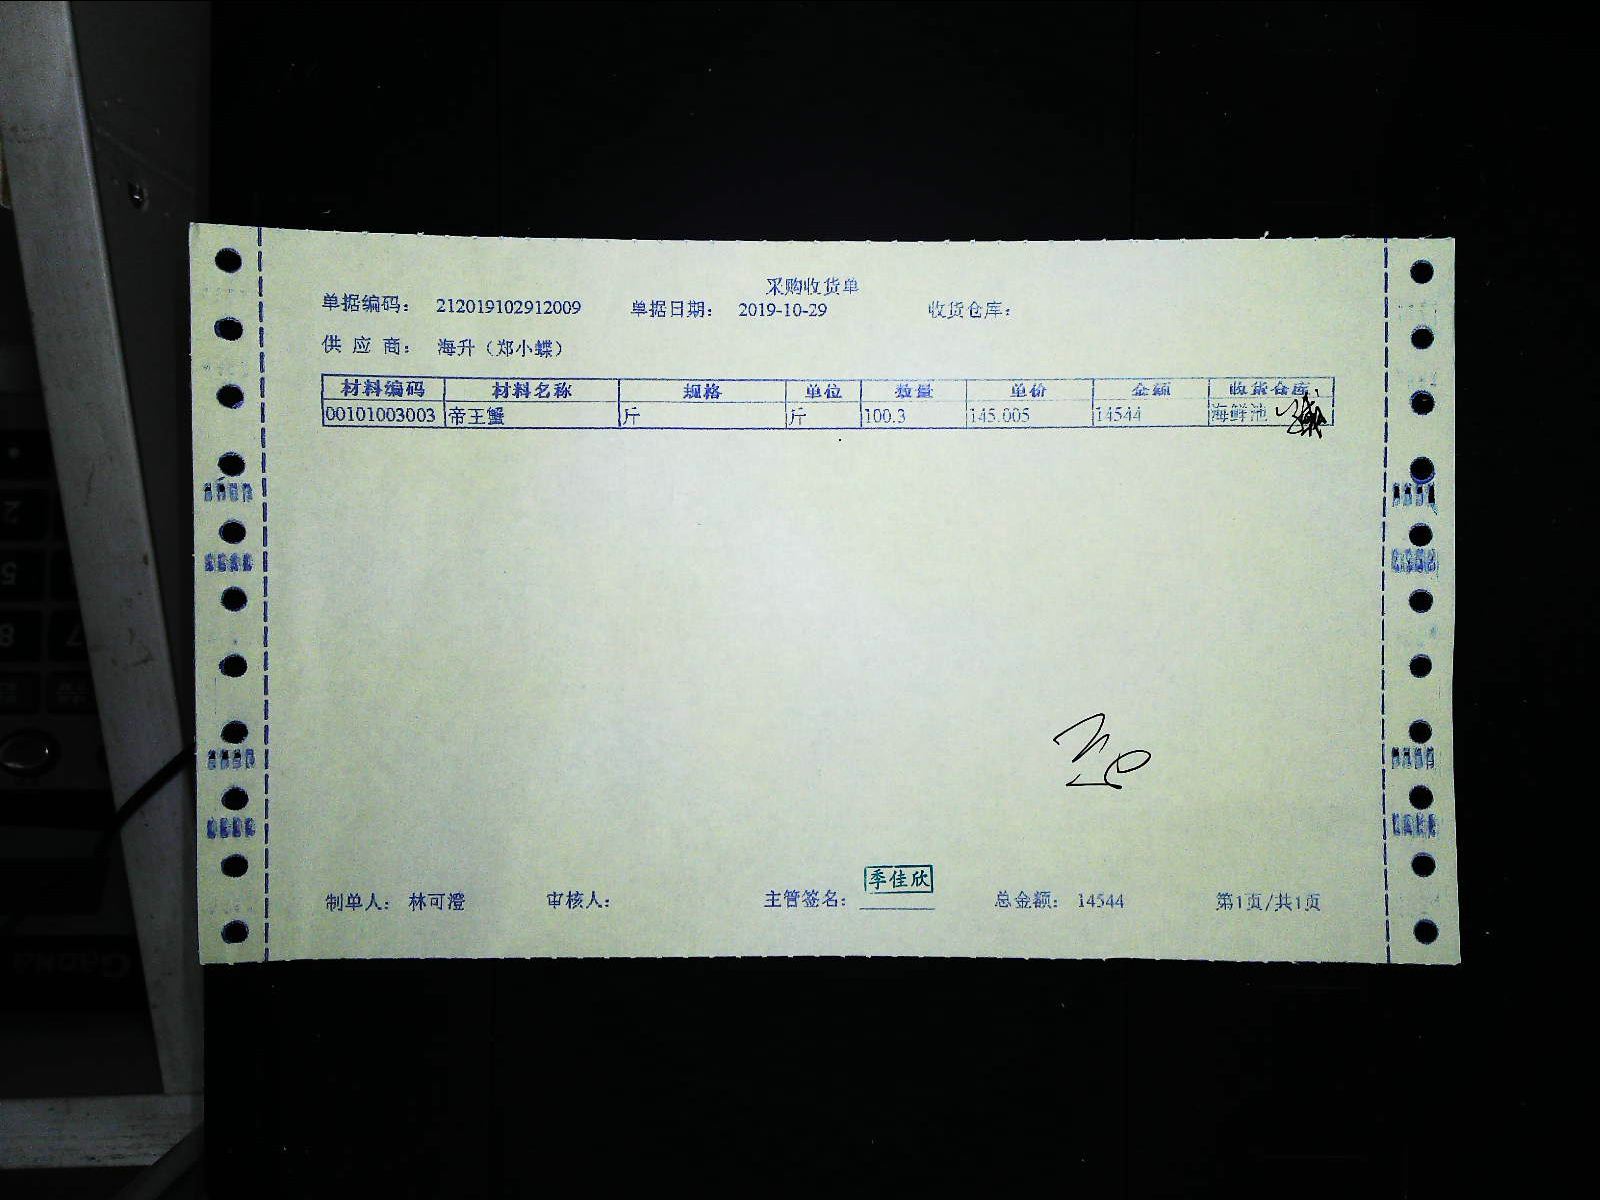 采购收货单
单据编码： 212019102912009 单据日期： 2019-10-29 收货仓库：
供 应 商： 海升（郑小蝶）
材料编码 材料名称 规格 单位 数量 单价 金额 收货仓库
00101003003 帝王蟹 斤 斤 100.3 145.005 14544 海鲜池
季佳欣
制单人： 林可澄 审核人： 主管签名： 总金额： 14544 第1页/共1页